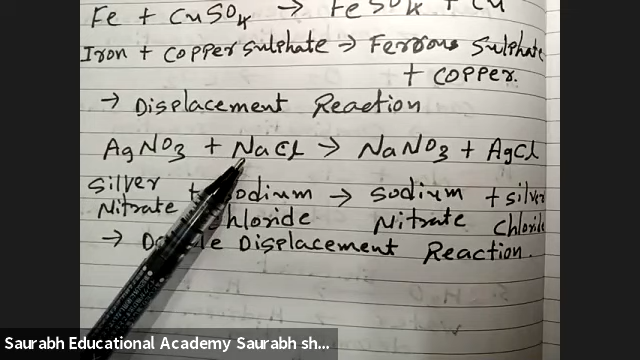 Fe + CuSO4 → FeSO4 + Cu
Iron + Copper Sulphate → Ferrous Sulphate
+ Copper.
→ Displacement Reaction
AgNO3 + NaCl → NaNO3 + AgCl
Silver + Sodium → Sodium + Silver
Nitrate Chloride Nitrate Chloride
→ Double Displacement Reaction.
Saurabh Educational Academy Saurabh sh...